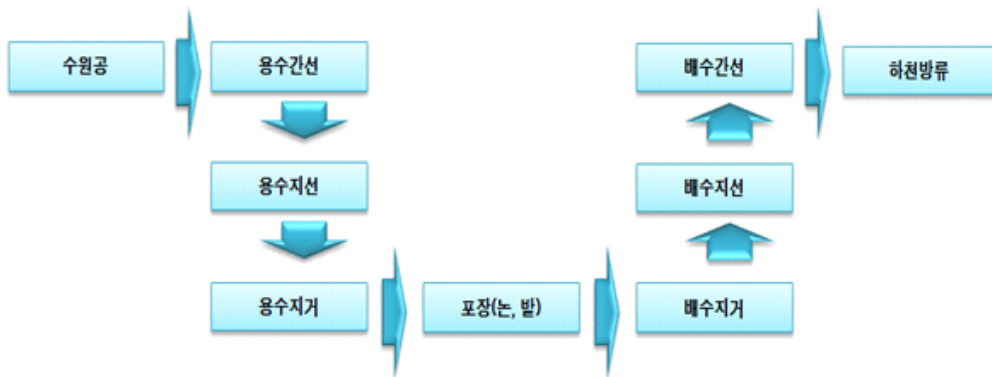 수원공
용수간선
용수지선
용수지거
포장(논, 밭)
배수지거
배수지선
배수간선
하천방류